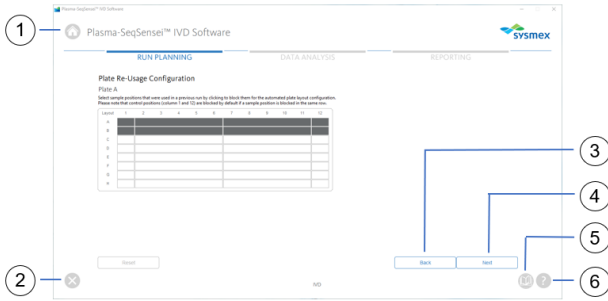 Plasma-SeqSensei™ IVD Software
1
Plasma-SeqSensei™ IVD Software
sysmex
RUN PLANNING
DATA ANALYSIS
REPORTING
Plate Re-Usage Configuration
Plate A
Select sample positions that were used in a previous run by clicking to block them for the automated plate layout configuration.
Please note that control positions (column 1 and 12) are blocked by default if a sample position is blocked in the same row.
Layout 1 2 3 4 5 6 7 8 9 10 11 12
A
B
C
D
E
F
G
H
3
4
5
Reset
Back
Next
2
IVD
?
6